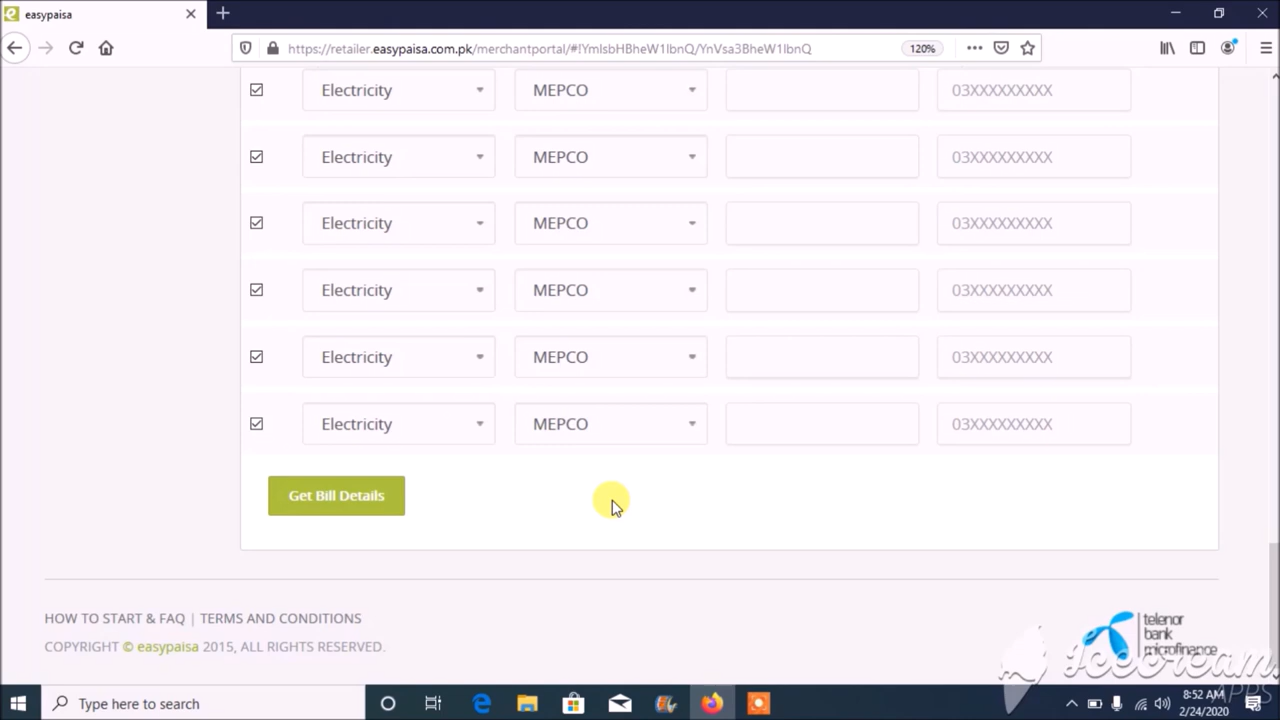 easypaisa
https://retailer.easypaisa.com.pk/merchantportal/#!YmlsbHBheW1lbnQ/YnVsa3BheW1lbnQ
120%
Electricity MEPCO 03XXXXXXXXX
Electricity MEPCO 03XXXXXXXXX
Electricity MEPCO 03XXXXXXXXX
Electricity MEPCO 03XXXXXXXXX
Electricity MEPCO 03XXXXXXXXX
Electricity MEPCO 03XXXXXXXXX
Get Bill Details
HOW TO START & FAQ | TERMS AND CONDITIONS
COPYRIGHT © easypaisa 2015, ALL RIGHTS RESERVED.
telenor
bank
microfinance
Icecream
APPS
Type here to search
8:52 AM
2/24/2020